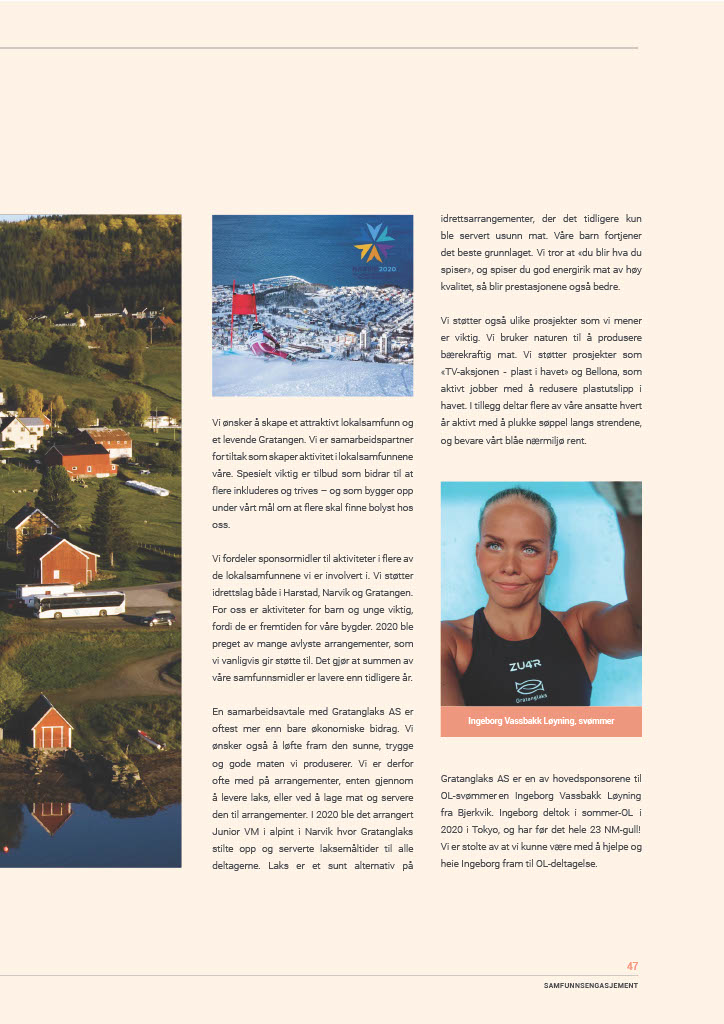 NARVIK 2020
Vi ønsker å skape et attraktivt lokalsamfunn og
et levende Gratangen. Vi er samarbeidspartner
for tiltak som skaper aktivitet i lokalsamfunnene
våre. Spesielt viktig er tilbud som bidrar til at
flere inkluderes og trives – og som bygger opp
under vårt mål om at flere skal finne bolyst hos
oss.
Vi fordeler sponsormidler til aktiviteter i flere av
de lokalsamfunnene vi er involvert i. Vi støtter
idrettslag både i Harstad, Narvik og Gratangen.
For oss er aktiviteter for barn og unge viktig,
fordi de er fremtiden for våre bygder. 2020 ble
preget av mange avlyste arrangementer, som
vi vanligvis gir støtte til. Det gjør at summen av
våre samfunnsmidler er lavere enn tidligere år.
En samarbeidsavtale med Gratanglaks AS er
oftest mer enn bare økonomiske bidrag. Vi
ønsker også å løfte fram den sunne, trygge
og gode maten vi produserer. Vi er derfor
ofte med på arrangementer, enten gjennom
å levere laks, eller ved å lage mat og servere
den til arrangementer. I 2020 ble det arrangert
Junior VM i alpint i Narvik hvor Gratanglaks
stilte opp og serverte laksemåltider til alle
deltagerne. Laks er et sunt alternativ på
idrettsarrangementer, der det tidligere kun
ble servert usunn mat. Våre barn fortjener
det beste grunnlaget. Vi tror at «du blir hva du
spiser», og spiser du god energirik mat av høy
kvalitet, så blir prestasjonene også bedre.
Vi støtter også ulike prosjekter som vi mener
er viktig. Vi bruker naturen til å produsere
bærekraftig mat. Vi støtter prosjekter som
«TV-aksjonen - plast i havet» og Bellona, som
aktivt jobber med å redusere plastutslipp i
havet. I tillegg deltar flere av våre ansatte hvert
år aktivt med å plukke søppel langs strendene,
og bevare vårt blåe nærmiljø rent.
ZU4R
Gratanglaks
Ingeborg Vassbakk Løyning, svømmer
Gratanglaks AS er en av hovedsponsorene til
OL-svømmeren Ingeborg Vassbakk Løyning
fra Bjerkvik. Ingeborg deltok i sommer-OL i
2020 i Tokyo, og har før det hele 23 NM-gull!
Vi er stolte av at vi kunne være med å hjelpe og
heie Ingeborg fram til OL-deltagelse.
47
SAMFUNNSENGASJEMENT